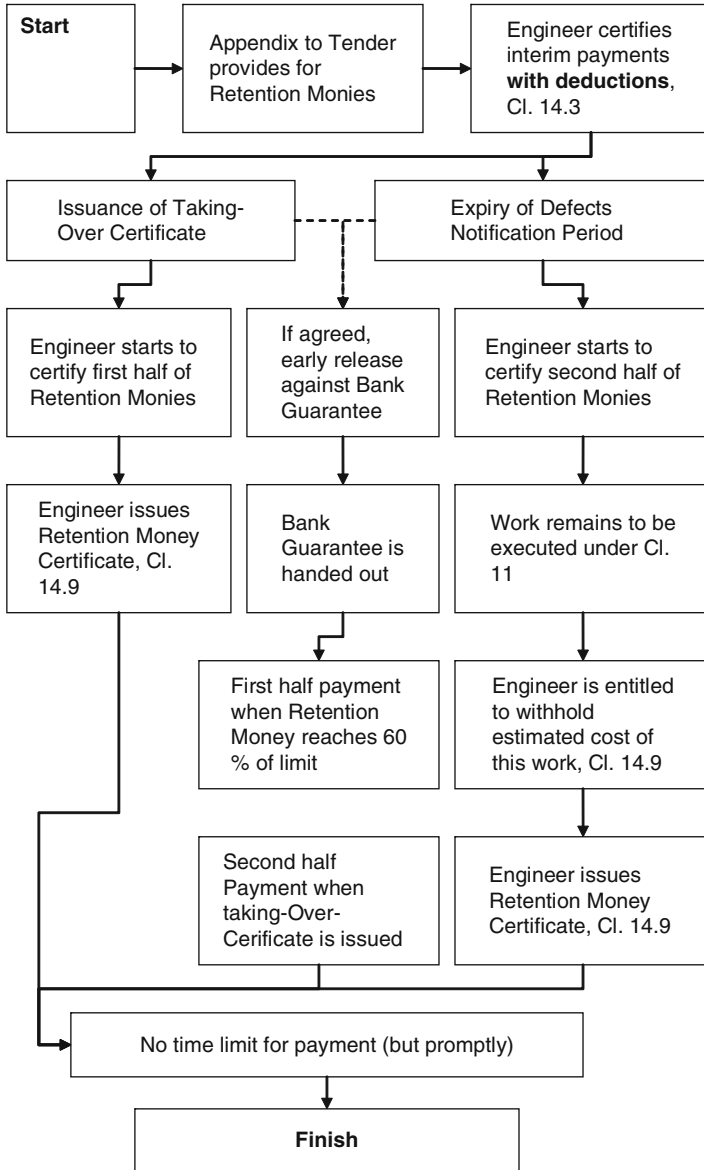 Start
Appendix to Tender
provides for
Retention Monies
Engineer certifies
interim payments
with deductions,
Cl. 14.3
Issuance of Taking-
Over Certificate
Expiry of Defects
Notification Period
Engineer starts to
certify first half of
Retention Monies
If agreed,
early release
against Bank
Guarantee
Engineer starts to
certify second half of
Retention Monies
Engineer issues
Retention Money
Certificate, Cl.
14.9
Bank
Guarantee is
handed out
Work remains to be
executed under Cl.
11
First half payment
when Retention
Money reaches 60
% of limit
Engineer is entitled
to withhold
estimated cost of
this work, Cl. 14.9
Second half
Payment when
taking-Over-
Cerificate is issued
Engineer issues
Retention Money
Certificate, Cl. 14.9
No time limit for payment (but promptly)
Finish